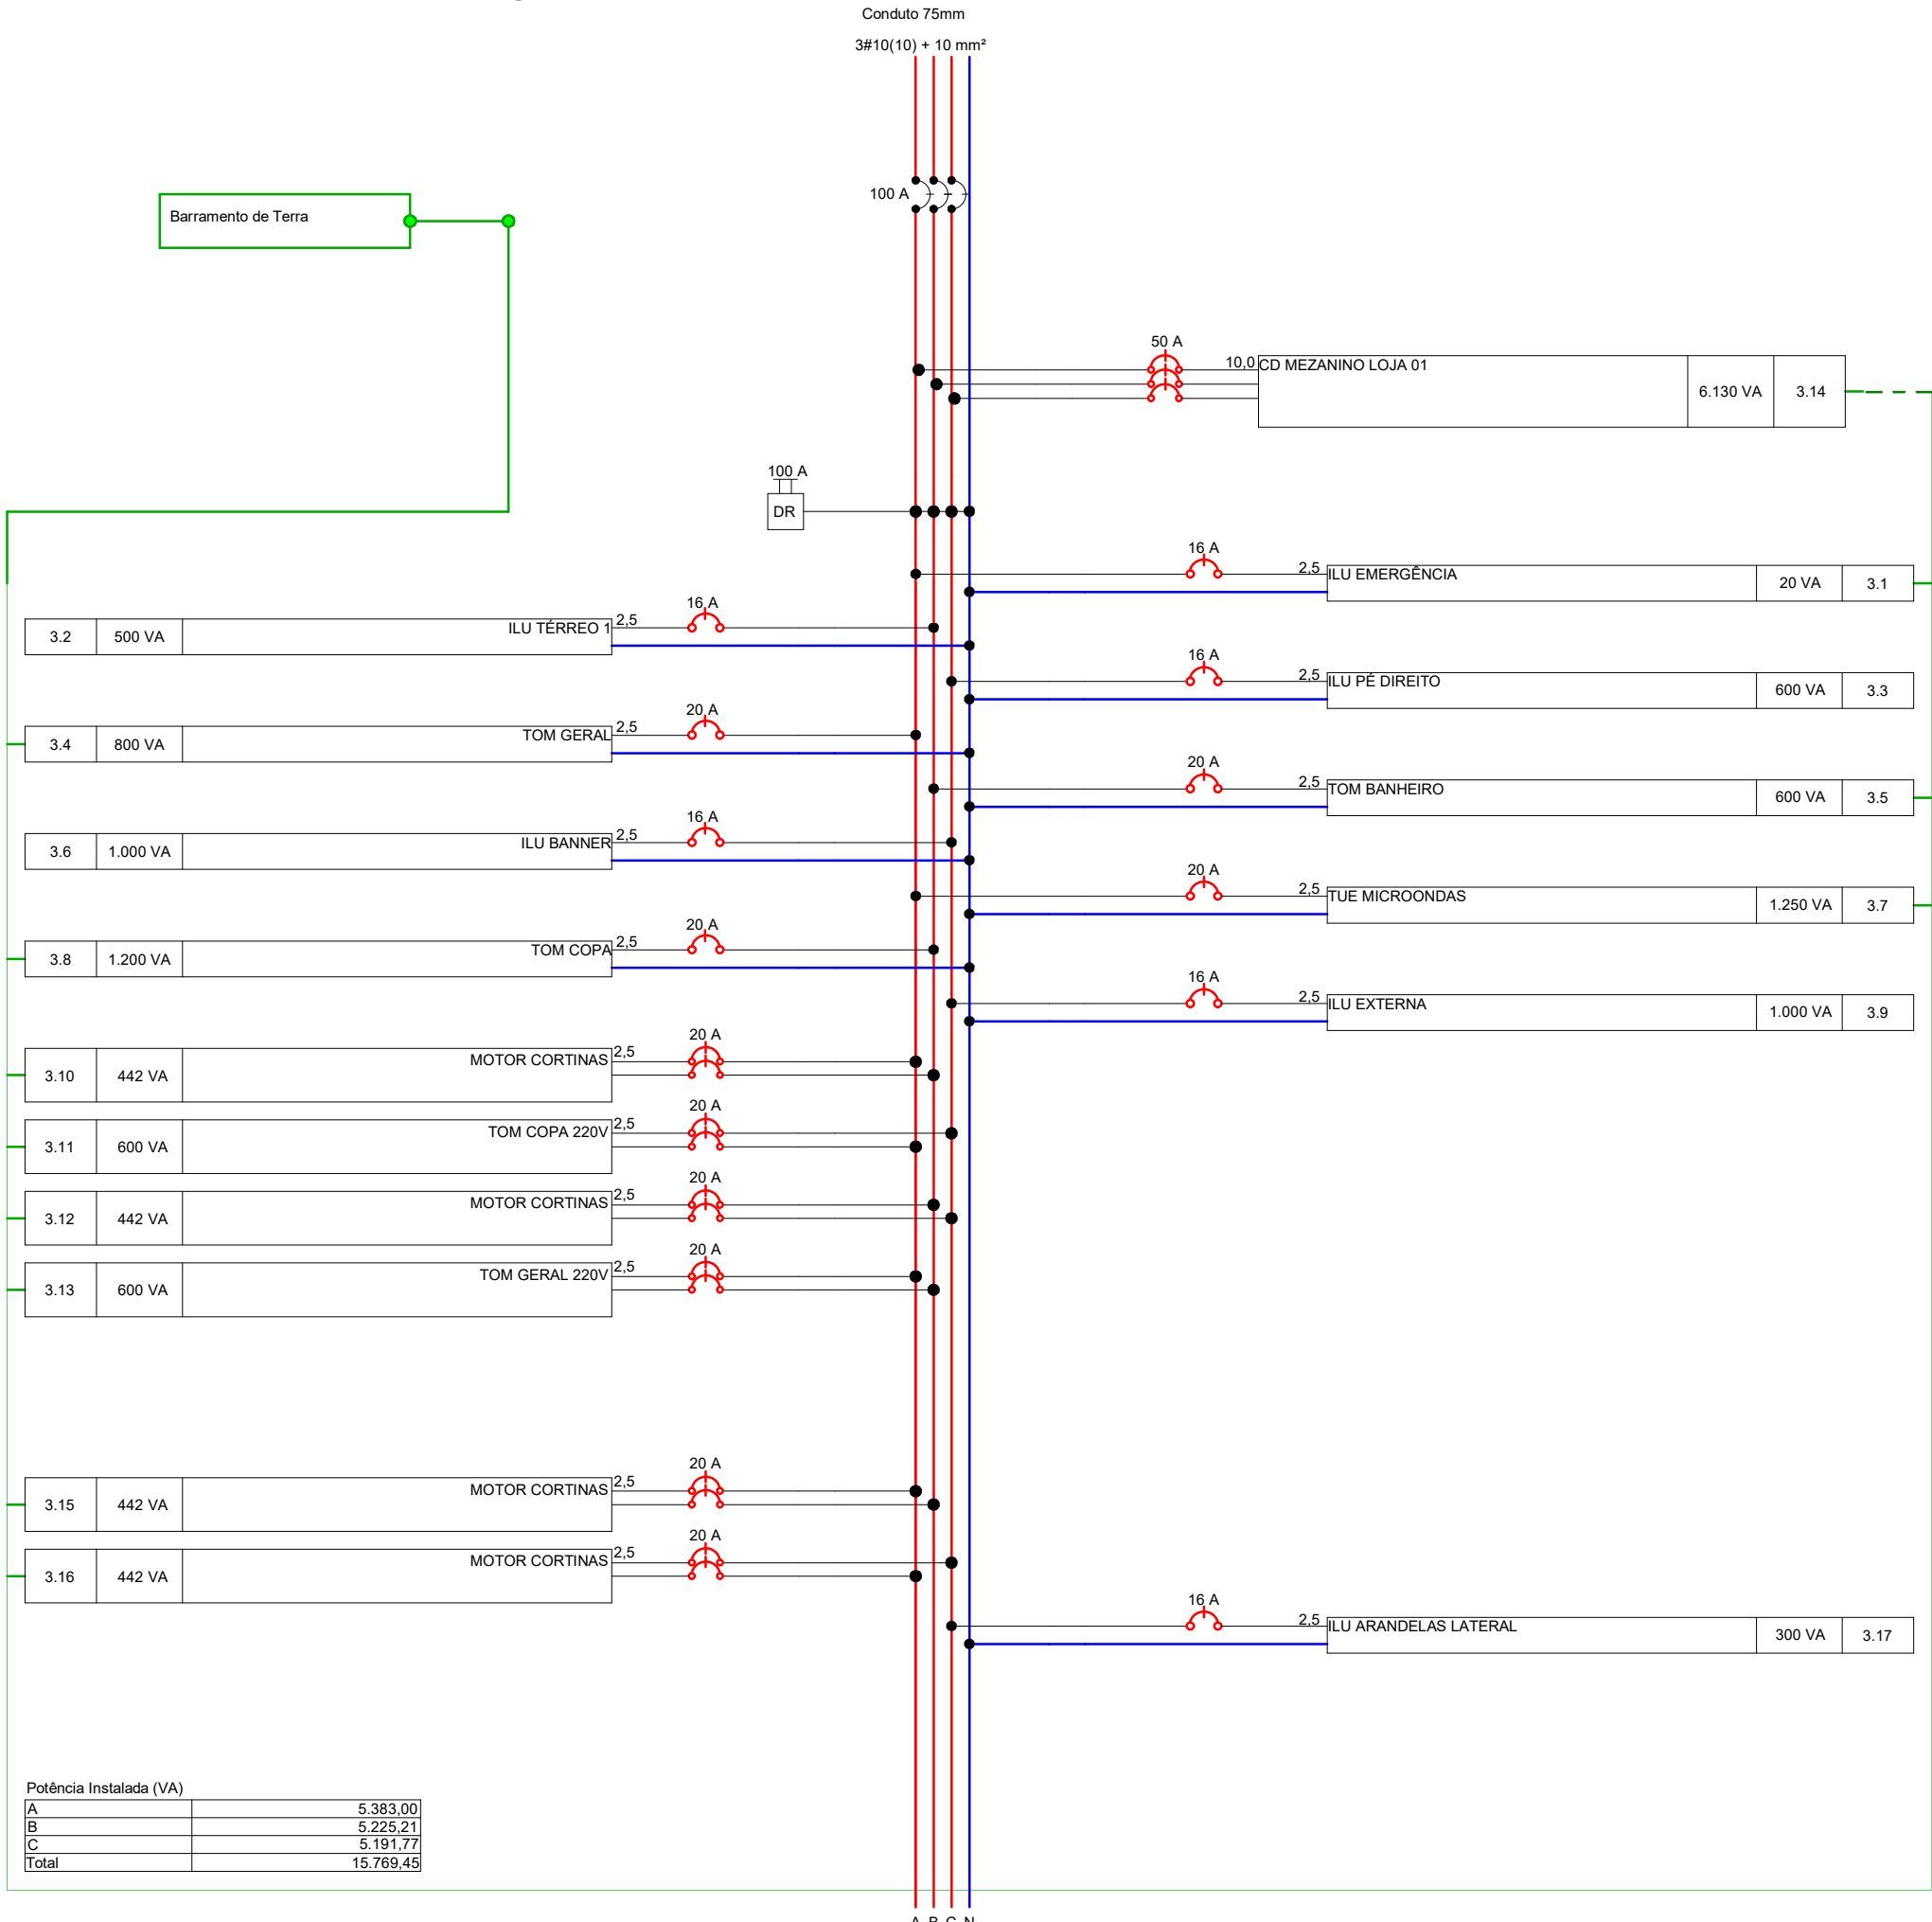 Conduto 75mm
3#10(10) + 10 mm²
100 A
Barramento de Terra
50 A
10,0 CD MEZANINO LOJA 01 6.130 VA 3.14
100 A
DR
16 A
2,5 ILU EMERGÊNCIA 20 VA 3.1
16 A
3.2 500 VA ILU TÉRREO 1 2,5
16 A
2,5 ILU PÉ DIREITO 600 VA 3.3
20 A
3.4 800 VA TOM GERAL 2,5
20 A
2,5 TOM BANHEIRO 600 VA 3.5
16 A
3.6 1.000 VA ILU BANNER 2,5
20 A
2,5 TUE MICROONDAS 1.250 VA 3.7
20 A
3.8 1.200 VA TOM COPA 2,5
16 A
2,5 ILU EXTERNA 1.000 VA 3.9
20 A
3.10 442 VA MOTOR CORTINAS 2,5
20 A
3.11 600 VA TOM COPA 220V 2,5
20 A
3.12 442 VA MOTOR CORTINAS 2,5
20 A
3.13 600 VA TOM GERAL 220V 2,5
20 A
3.15 442 VA MOTOR CORTINAS 2,5
20 A
3.16 442 VA MOTOR CORTINAS 2,5
16 A
2,5 ILU ARANDELAS LATERAL 300 VA 3.17
Potência Instalada (VA)
A 5.383,00
B 5.225,21
C 5.191,77
Total 15.769,45
A B C N